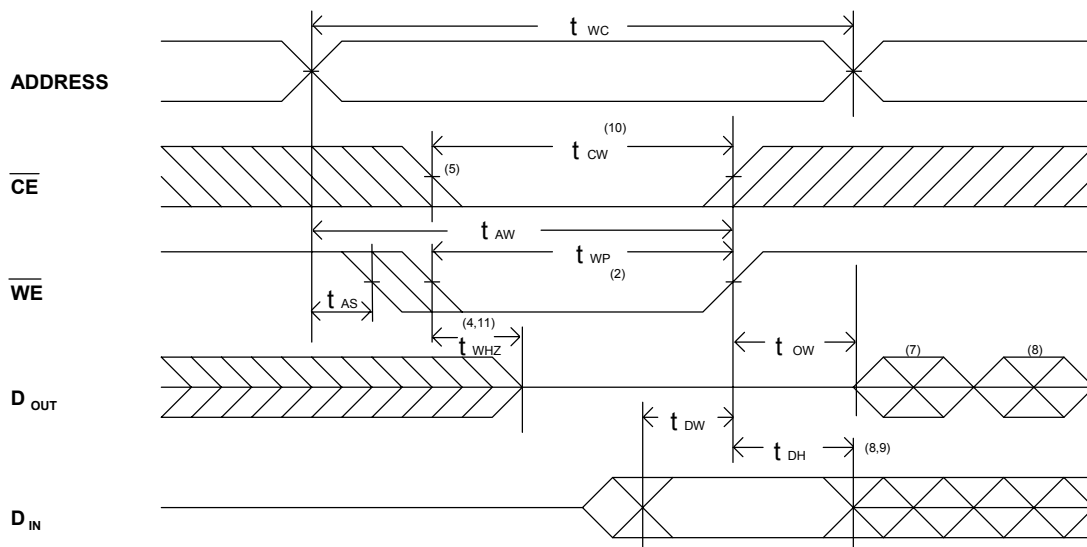 t WC
ADDRESS
(10)
t CW
CE
(5)
t AW
t WP
(2)
WE
t AS
(4,11)
t WHZ
t OW
(7)
(8)
D OUT
t DW
t DH
(8,9)
D IN